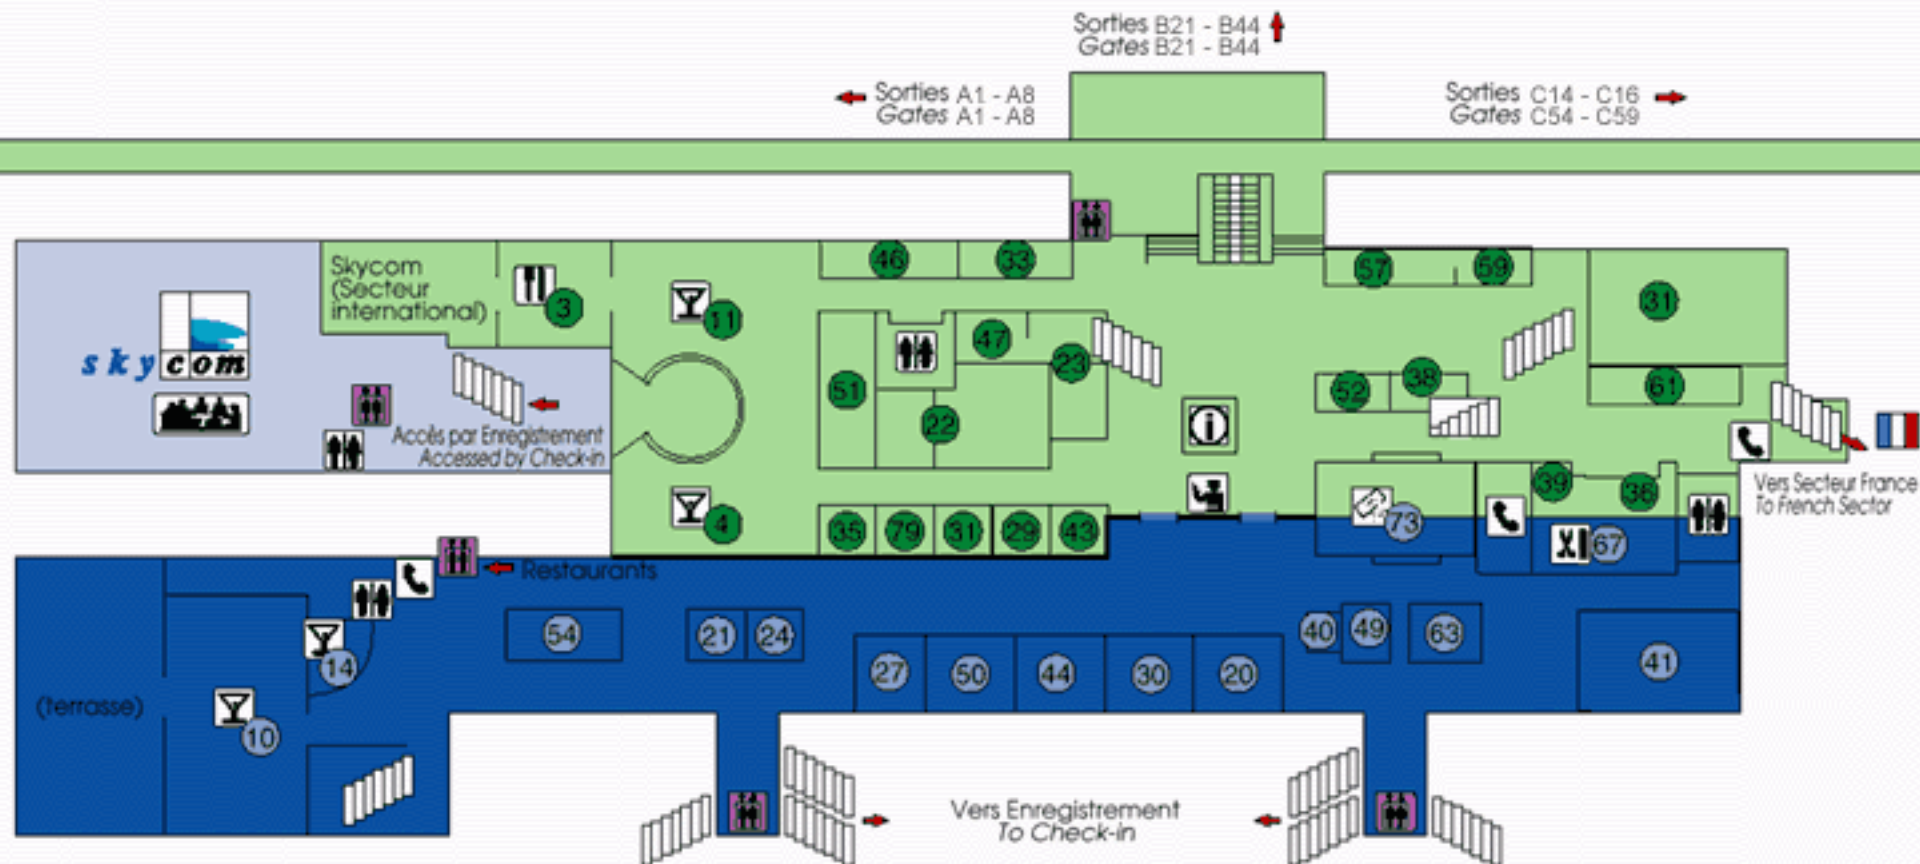 Sorties B21 - B44
Gates B21 - B44
Sorties A1 - A8
Gates A1 - A8
Sorties C14 - C16
Gates C54 - C59
46
33
57
59
Skycom
(Secteur
international)
3
11
31
47
23
51
22
52
38
61
skycom
i
Accès par Enregistrement
Accessed by Check-in
4
35
79
31
29
43
73
39
36
67
Vers Secteur France
To French Sector
Restaurants
54
21
24
40
49
63
14
27
50
44
30
20
41
(terrasse)
10
Vers Enregistrement
To Check-in